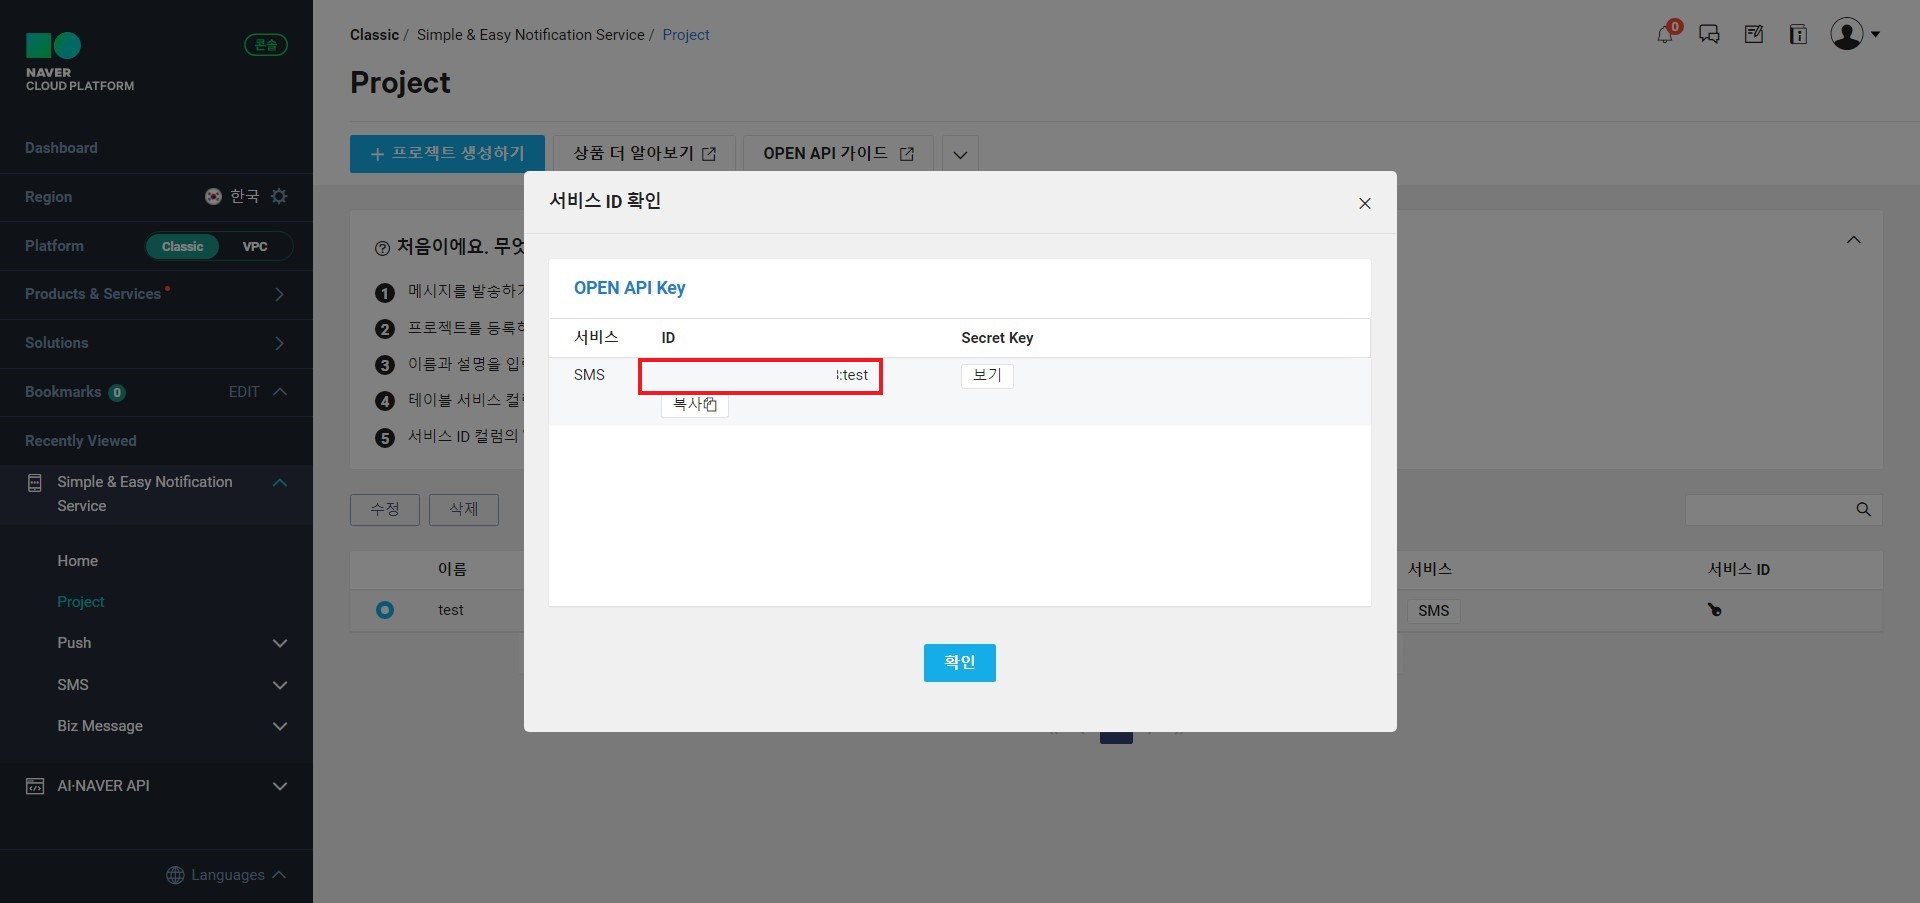 NAVER
CLOUD PLATFORM
콘솔
Dashboard
Region
한국
Platform
Classic
VPC
Products & Services
Solutions
Bookmarks 0
EDIT
Recently Viewed
Simple & Easy Notification
Service
Home
Project
Push
SMS
Biz Message
AI·NAVER API
Languages
Classic / Simple & Easy Notification Service / Project
0
Project
+ 프로젝트 생성하기
상품 더 알아보기
OPEN API 가이드
처음이에요. 무엇
1 메시지를 발송하
2 프로젝트를 등록
3 이름과 설명을 입
4 테이블 서비스 컬
5 서비스 ID 컬럼의
수정
삭제
이름
서비스
서비스 ID
test
SMS
서비스 ID 확인
OPEN API Key
서비스
ID
Secret Key
SMS
:test
보기
복사
확인